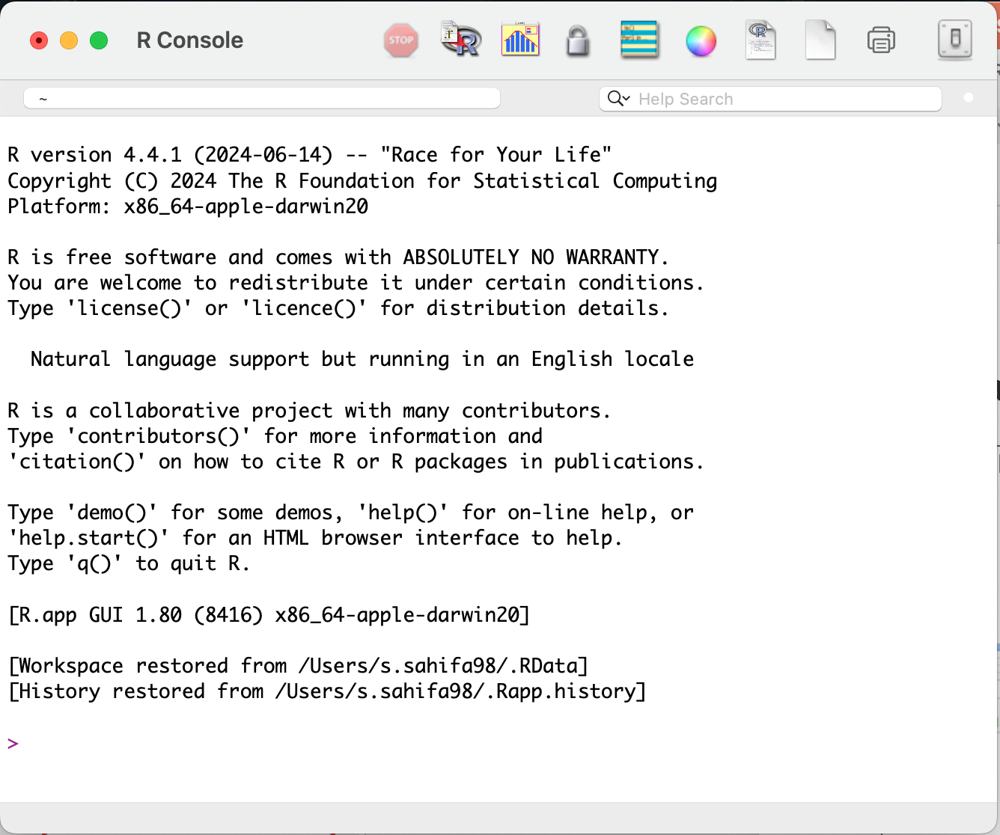 R Console
STOP
~
Help Search
R version 4.4.1 (2024-06-14) -- "Race for Your Life"
Copyright (C) 2024 The R Foundation for Statistical Computing
Platform: x86_64-apple-darwin20
R is free software and comes with ABSOLUTELY NO WARRANTY.
You are welcome to redistribute it under certain conditions.
Type 'license()' or 'licence()' for distribution details.
Natural language support but running in an English locale
R is a collaborative project with many contributors.
Type 'contributors()' for more information and
'citation()' on how to cite R or R packages in publications.
Type 'demo()' for some demos, 'help()' for on-line help, or
'help.start()' for an HTML browser interface to help.
Type 'q()' to quit R.
[R.app GUI 1.80 (8416) x86_64-apple-darwin20]
[Workspace restored from /Users/s.sahifa98/.RData]
[History restored from /Users/s.sahifa98/.Rapp.history]
>